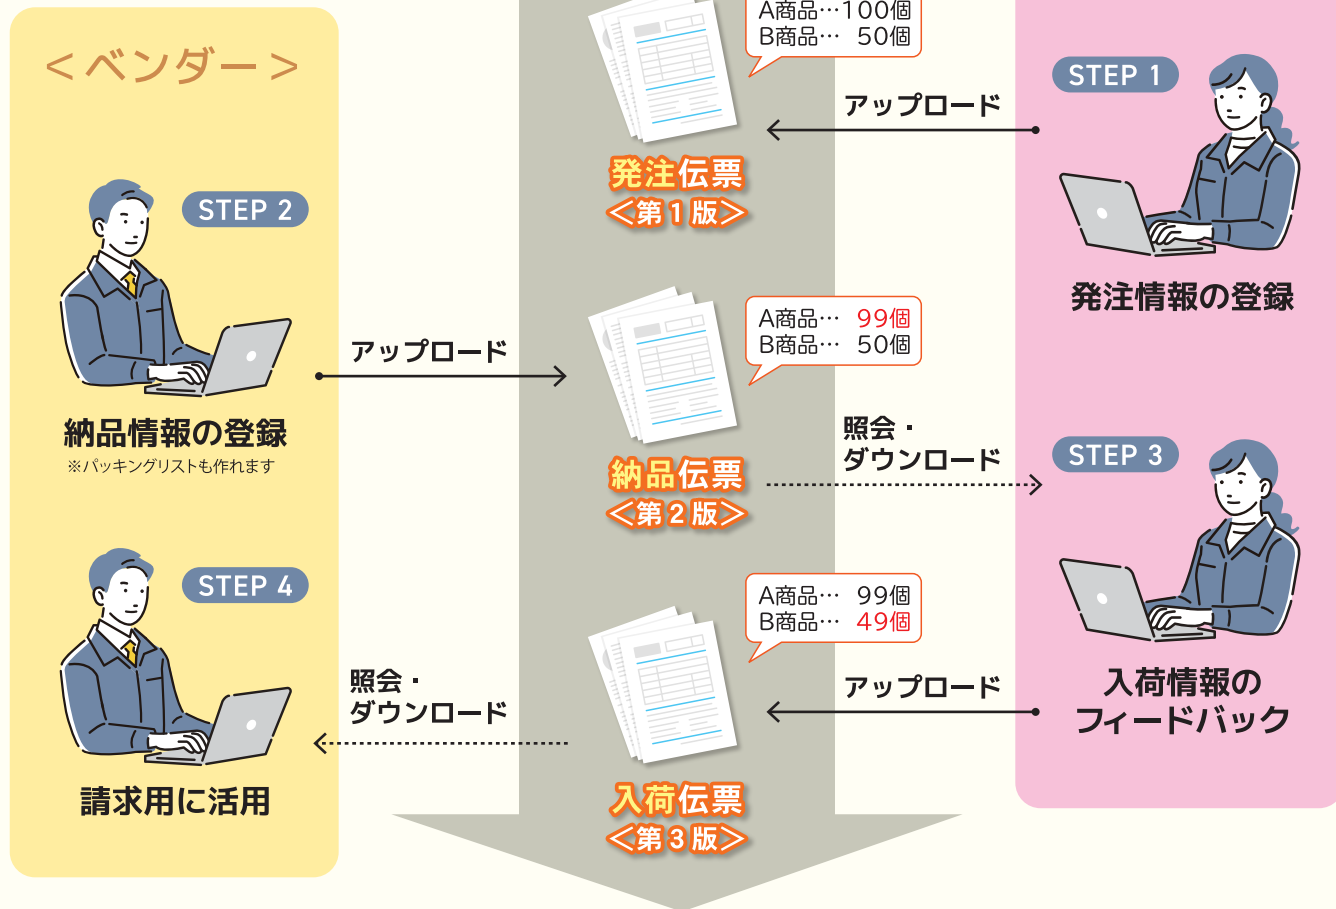 A商品…100個
B商品… 50個
<ベンダー>
STEP 1
アップロード
発注伝票
<第1版>
発注情報の登録
STEP 2
A商品… 99個
B商品… 50個
アップロード
納品情報の登録
※パッキングリストも作れます
納品伝票
<第2版>
照会・
ダウンロード
STEP 3
STEP 4
A商品… 99個
B商品… 49個
アップロード
入荷情報の
フィードバック
照会・
ダウンロード
請求用に活用
入荷伝票
<第3版>